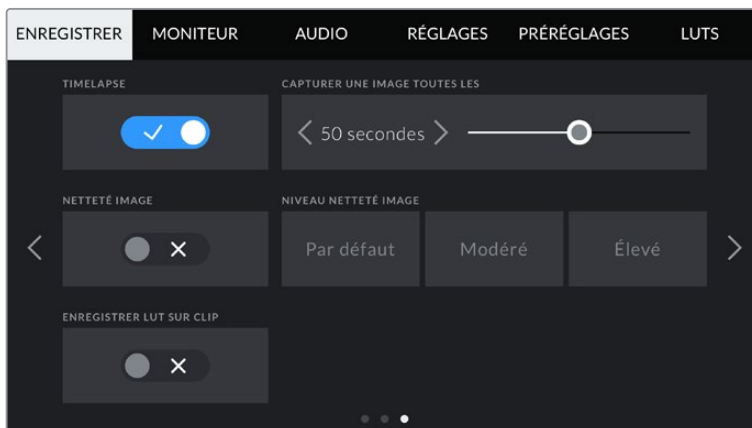 ENREGISTRER MONITEUR AUDIO RÉGLAGES PRÉRÉGLAGES LUTS
TIMELAPSE CAPTURER UNE IMAGE TOUTES LES
50 secondes
NETTETÉ IMAGE NIVEAU NETTETÉ IMAGE
Par défaut Modéré Élevé
ENREGISTRER LUT SUR CLIP